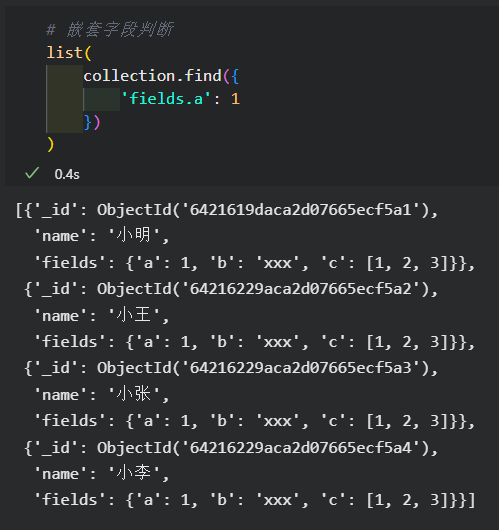 # 嵌套字段判断
list(
    collection.find({
        'fields.a': 1
    })
)
0.4s
[{'_id': ObjectId('6421619daca2d07665ecf5a1'),
  'name': '小明',
  'fields': {'a': 1, 'b': 'xxx', 'c': [1, 2, 3]}},
 {'_id': ObjectId('64216229aca2d07665ecf5a2'),
  'name': '小王',
  'fields': {'a': 1, 'b': 'xxx', 'c': [1, 2, 3]}},
 {'_id': ObjectId('64216229aca2d07665ecf5a3'),
  'name': '小张',
  'fields': {'a': 1, 'b': 'xxx', 'c': [1, 2, 3]}},
 {'_id': ObjectId('64216229aca2d07665ecf5a4'),
  'name': '小李',
  'fields': {'a': 1, 'b': 'xxx', 'c': [1, 2, 3]}}]